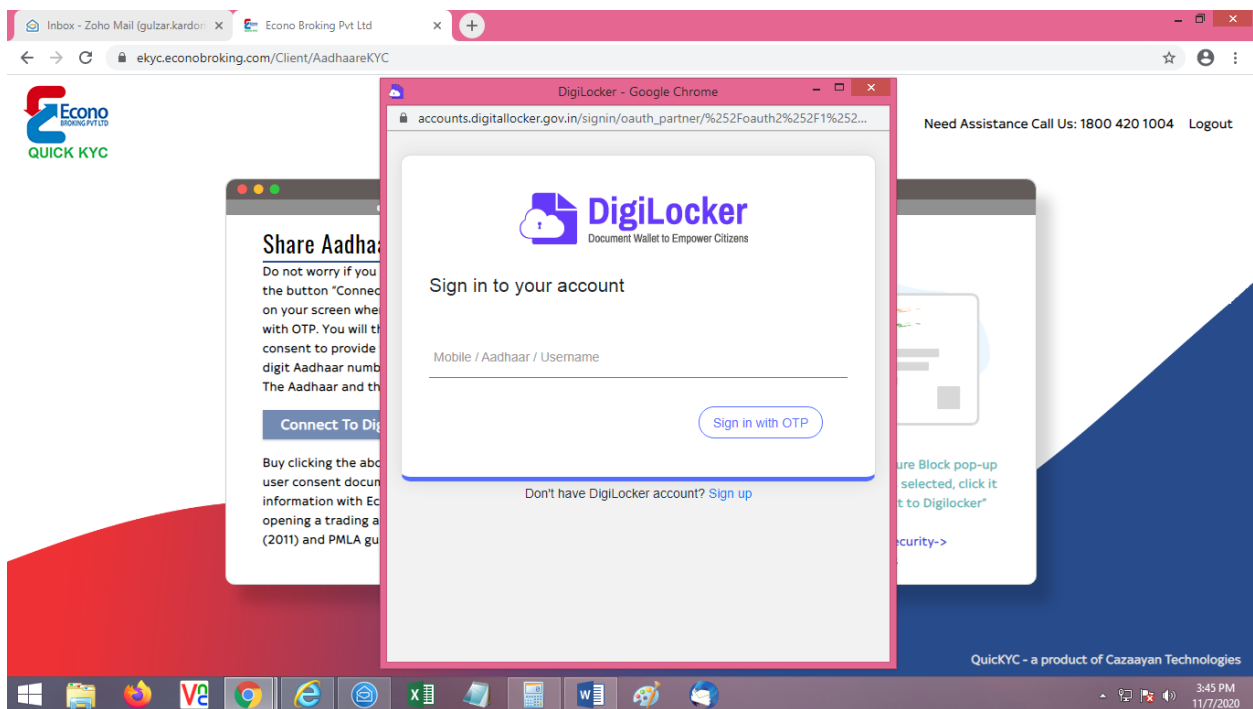 Inbox - Zoho Mail (gulzar.kardori
Econo Broking Pvt Ltd
ekyc.econobroking.com/Client/AadhaareKYC
Econo
BROKING PVT LTD
QUICK KYC
Need Assistance Call Us: 1800 420 1004 Logout
DigiLocker - Google Chrome
accounts.digitallocker.gov.in/signin/oauth_partner/%252Foauth2%252F1%252...
DigiLocker
Document Wallet to Empower Citizens
Sign in to your account
Mobile / Aadhaar / Username
Sign in with OTP
Don't have DigiLocker account? Sign up
Share Aadhaa
Do not worry if you
the button "Connec
on your screen whe
with OTP. You will th
consent to provide
digit Aadhaar numb
The Aadhaar and th
Connect To Dig
Buy clicking the abo
user consent docum
information with Ec
opening a trading a
(2011) and PMLA gu
ure Block pop-up
selected, click it
t to Digilocker"
ecurity->
QuicKYC - a product of Cazaayan Technologies
3:45 PM
11/7/2020